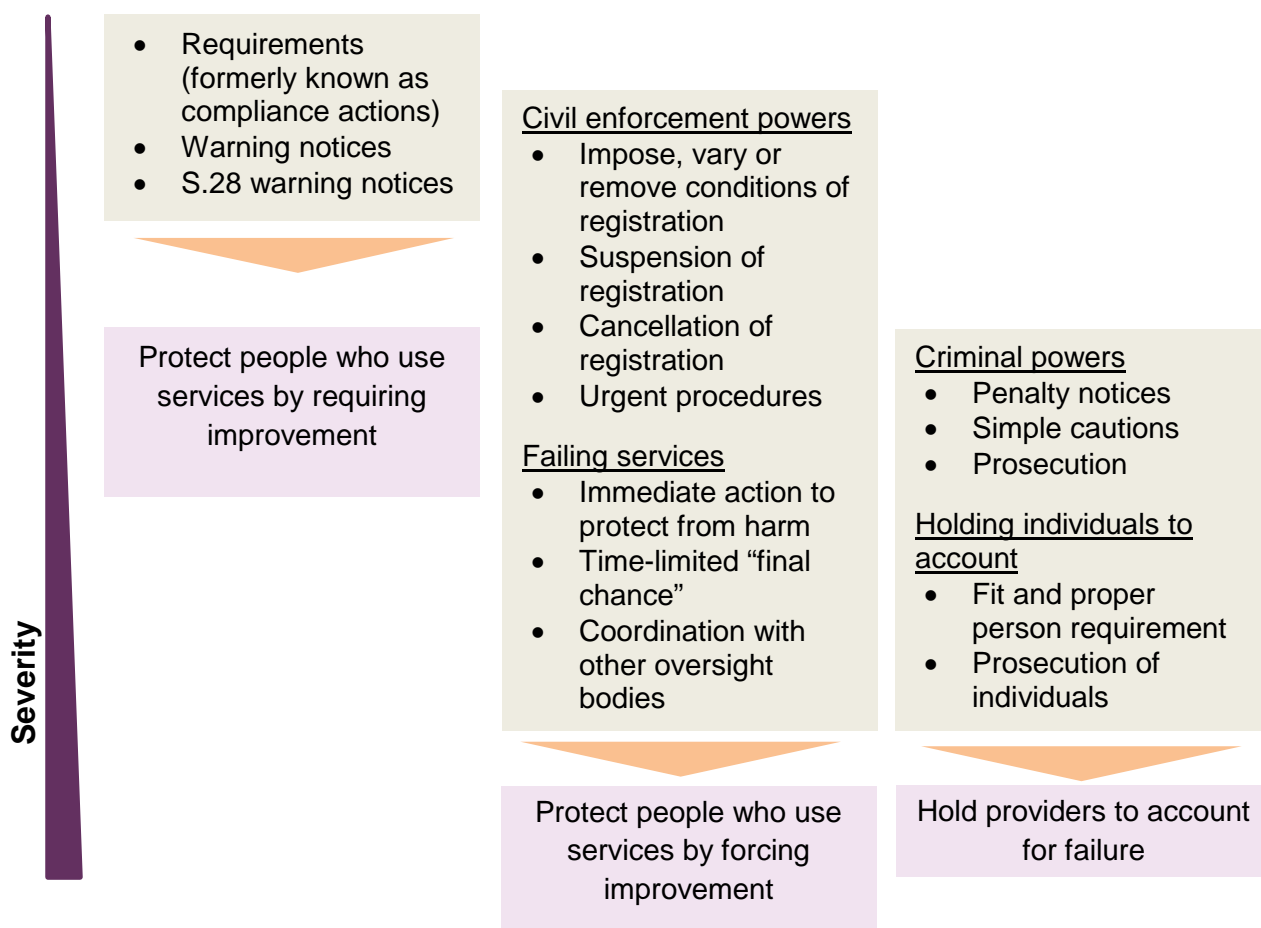 • Requirements
(formerly known as
compliance actions)
• Warning notices
• S.28 warning notices
Protect people who use
services by requiring
improvement
Civil enforcement powers
• Impose, vary or
remove conditions of
registration
• Suspension of
registration
• Cancellation of
registration
• Urgent procedures
Failing services
• Immediate action to
protect from harm
• Time-limited “final
chance”
• Coordination with
other oversight
bodies
Protect people who use
services by forcing
improvement
Criminal powers
• Penalty notices
• Simple cautions
• Prosecution
Holding individuals to
account
• Fit and proper
person requirement
• Prosecution of
individuals
Hold providers to account
for failure
Severity